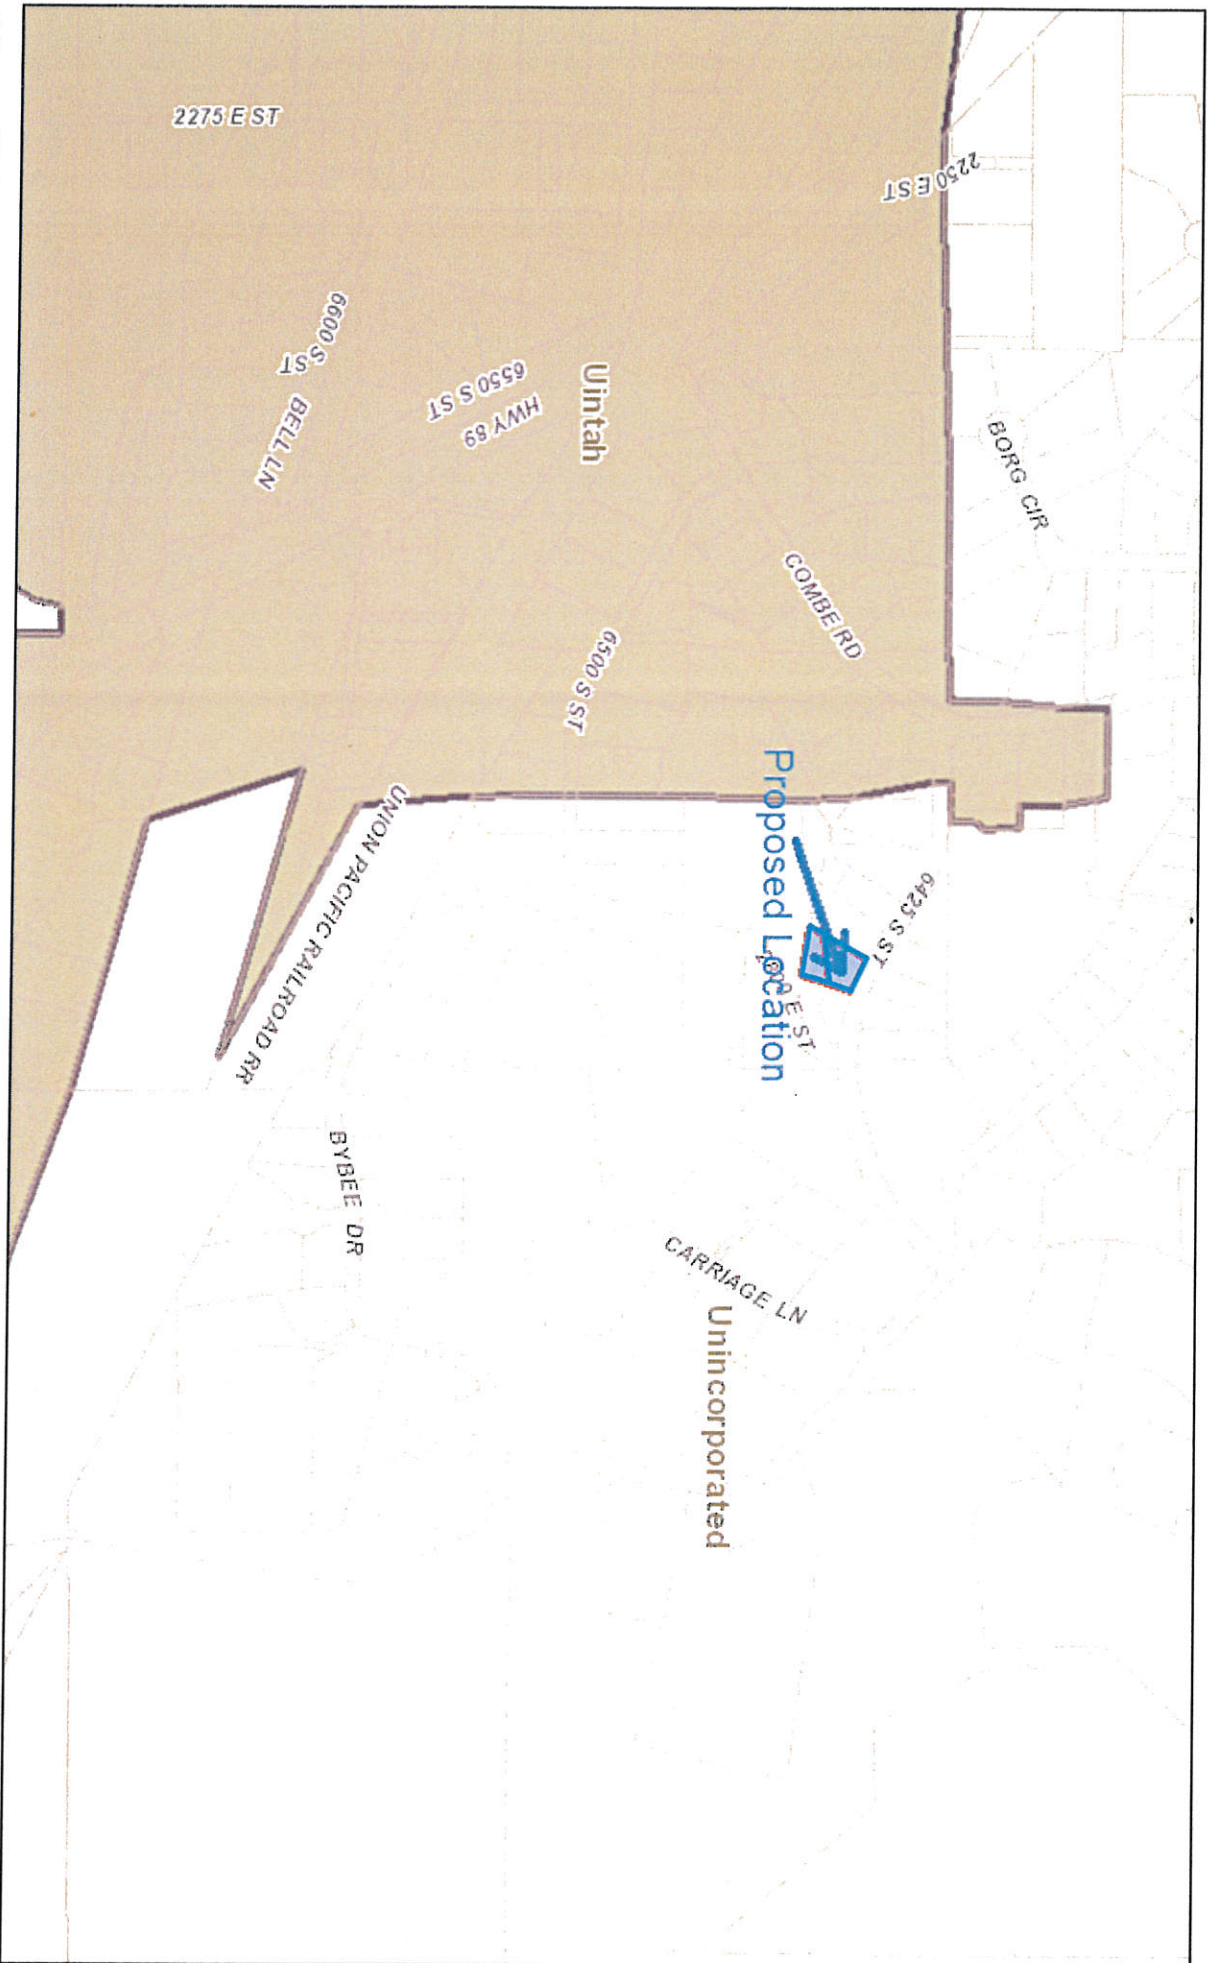 2250 E ST
BORG CIR
COMBE RD
6425 S ST
Proposed Location
E ST
CARRIAGE LN
Unincorporated
Uintah
6500 S ST
HWY 89
6550 S ST
6600 S ST
BELL LN
2275 E ST
UNION PACIFIC RAILROAD RR
BYBEE DR